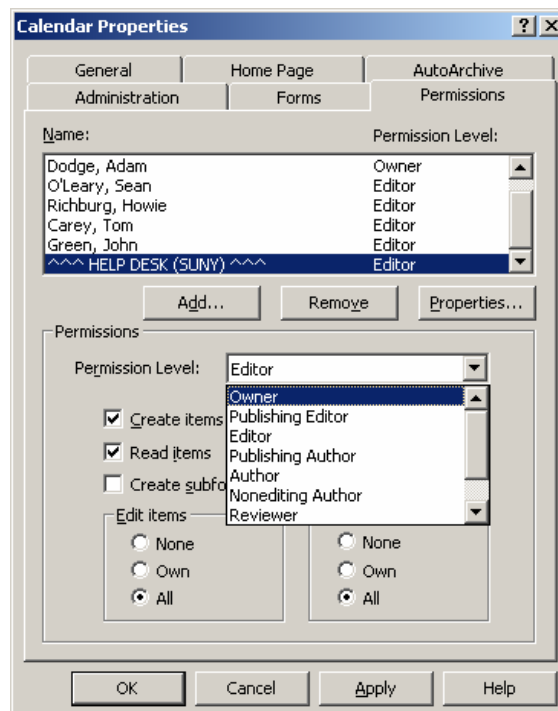 Calendar Properties
General Home Page AutoArchive
Administration Forms Permissions
Name: Permission Level:
Dodge, Adam Owner
O'Leary, Sean Editor
Richburg, Howie Editor
Carey, Tom Editor
Green, John Editor
^^^ HELP DESK (SUNY) ^^^ Editor
Add... Remove Properties...
Permissions
Permission Level: Editor
Owner
Create items Publishing Editor
Editor
Read items Publishing Author
Author
Create subfo Nonediting Author
Edit items Reviewer
None None
Own Own
All All
OK Cancel Apply Help